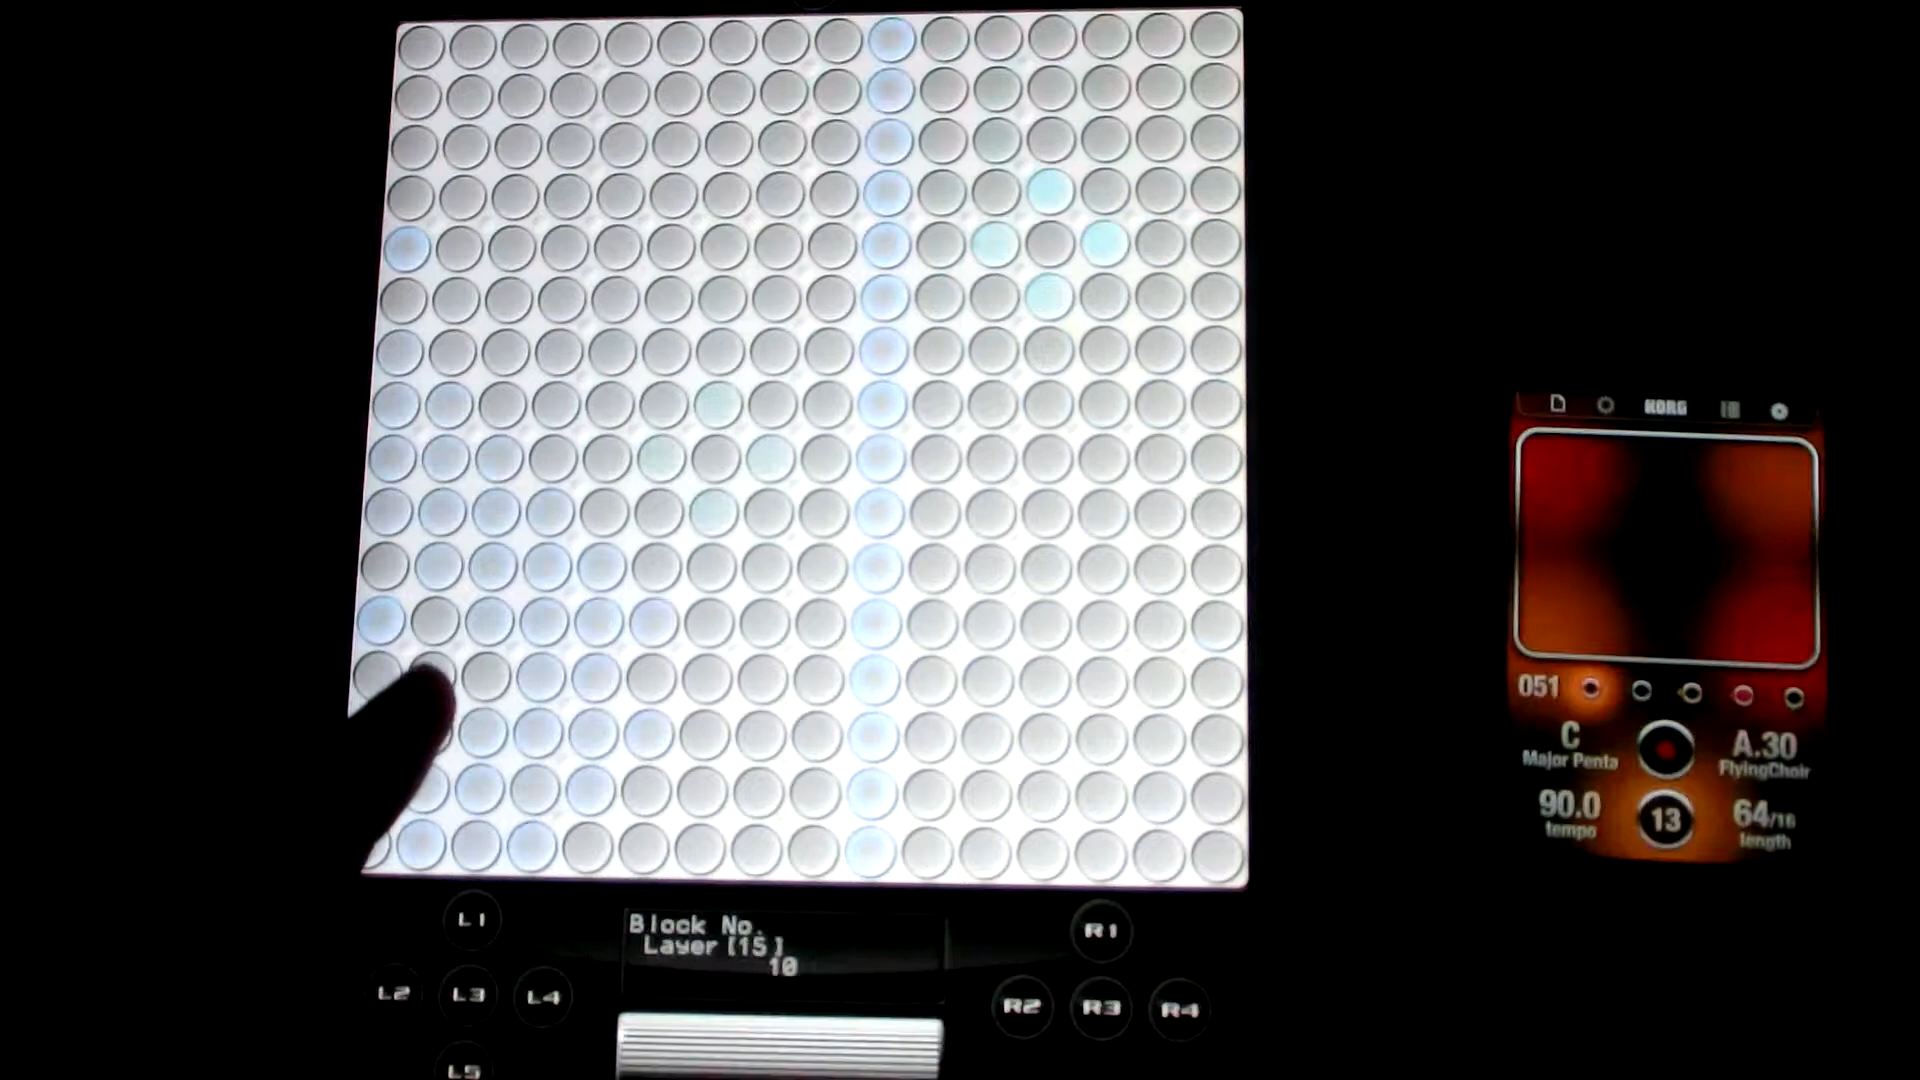 KORG
051
C
Major Penta
A.30
FlyingChoir
90.0
tempo
13
64/16
length
L1
Block No.
Layer [15]
10
R1
L2
L3
L4
R2
R3
R4
L5